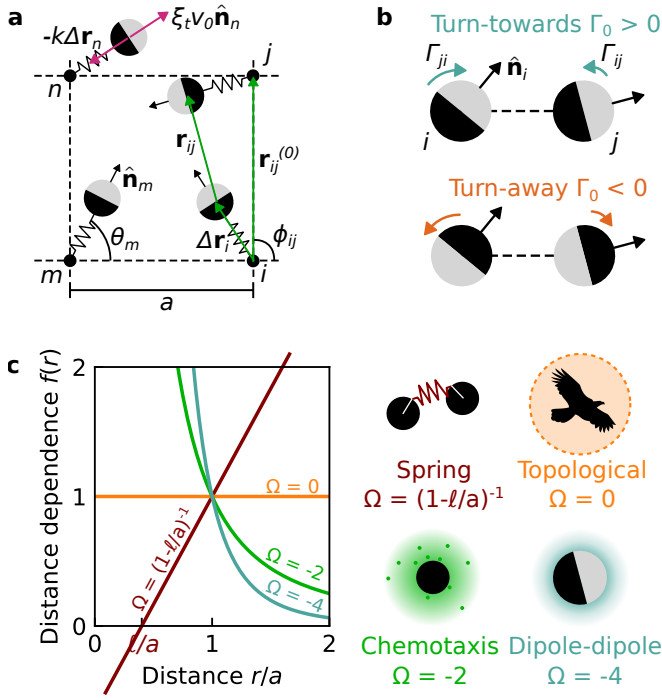 a
-kΔr_n
ξ_t v_0 n̂_n
n
j
r_ij
r_ij^(0)
n̂_m
θ_m
Δr_i
ϕ_ij
m
i
a
b
Turn-towards Γ_0 > 0
Γ_ji
n̂_i
Γ_ij
i
j
Turn-away Γ_0 < 0
c
Distance dependence f(r)
2
1
0
Ω = 0
Ω = (1-ℓ/a)^-1
Ω = -2
Ω = -4
0
ℓ/a
1
2
Distance r/a
Spring
Ω = (1-ℓ/a)^-1
Topological
Ω = 0
Chemotaxis
Ω = -2
Dipole-dipole
Ω = -4